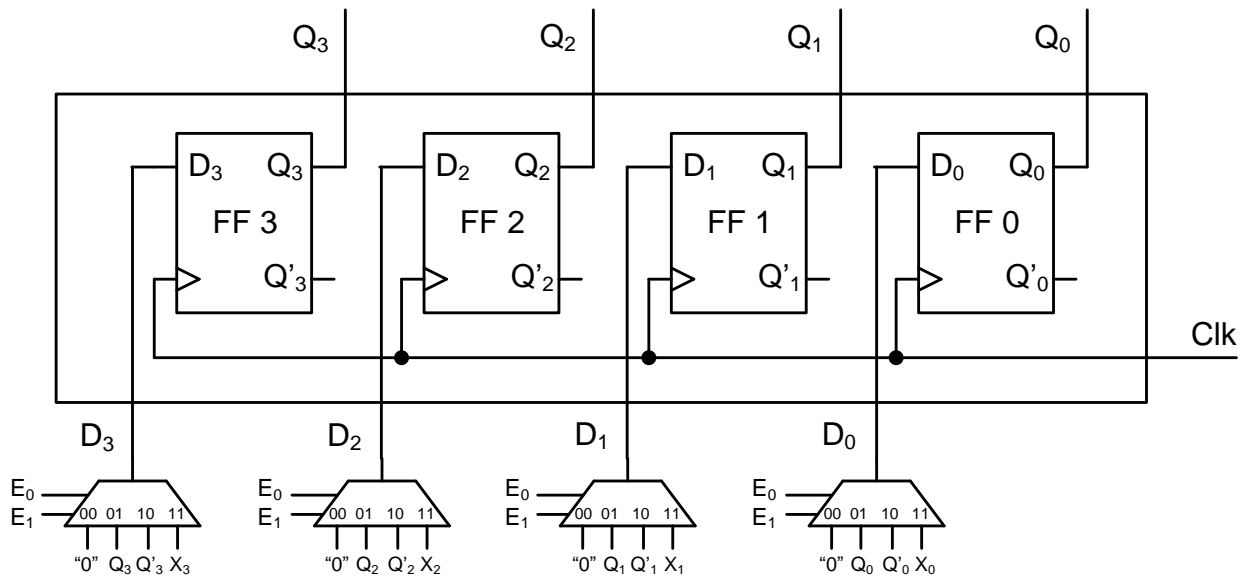 Q₃ Q₂ Q₁ Q₀
D₃ Q₃ D₂ Q₂ D₁ Q₁ D₀ Q₀
FF 3 FF 2 FF 1 FF 0
Q'₃ Q'₂ Q'₁ Q'₀
Clk
D₃ D₂ D₁ D₀
E₀ E₀ E₀ E₀
E₁ 00 01 10 11 E₁ 00 01 10 11 E₁ 00 01 10 11 E₁ 00 01 10 11
“0” Q₃ Q'₃ X₃ “0” Q₂ Q'₂ X₂ “0” Q₁ Q'₁ X₁ “0” Q₀ Q'₀ X₀